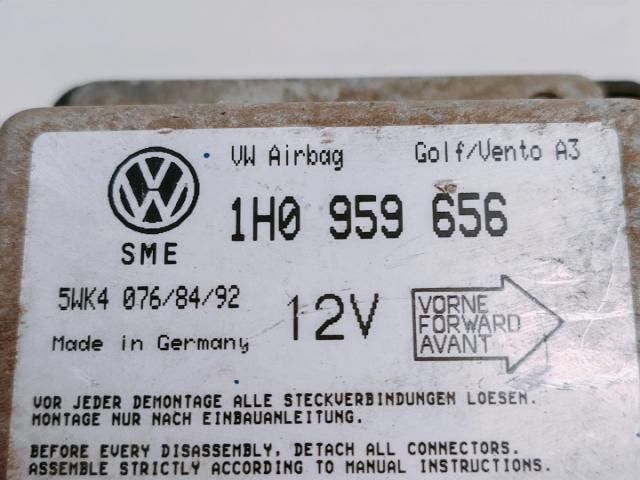 VW Airbag Golf/Vento A3
1H0 959 656
SME
5WK4 076/84/92
12V
Made in Germany
VORNE
FORWARD
AVANT
VOR JEDER DEMONTAGE ALLE STECKVERBINDUNGEN LOESEN.
MONTAGE NUR NACH EINBAUANLEITUNG.
BEFORE EVERY DISASSEMBLY, DETACH ALL CONNECTORS.
ASSEMBLE STRICTLY ACCORDING TO MANUAL INSTRUCTIONS.